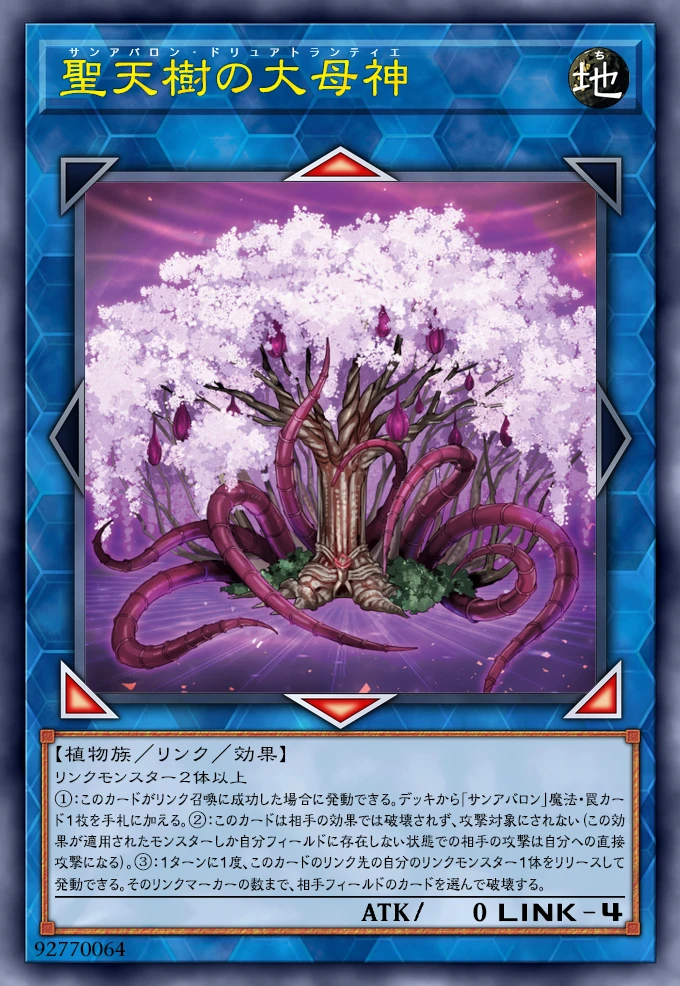 サンアバロン・ドリュアトランティエ
聖天樹の大母神
ち
地
【植物族／リンク／効果】
リンクモンスター２体以上
①：このカードがリンク召喚に成功した場合に発動できる。デッキから「サンアバロン」魔法・罠カー
ド1枚を手札に加える。②：このカードは相手の効果では破壊されず、攻撃対象にされない（この効
果が適用されたモンスターしか自分フィールドに存在しない状態での相手の攻撃は自分への直接
攻撃になる）。③：1ターンに1度、このカードのリンク先の自分のリンクモンスター1体をリリースして
発動できる。そのリンクマーカーの数まで、相手フィールドのカードを選んで破壊する。
ATK/ 0 LINK-4
92770064